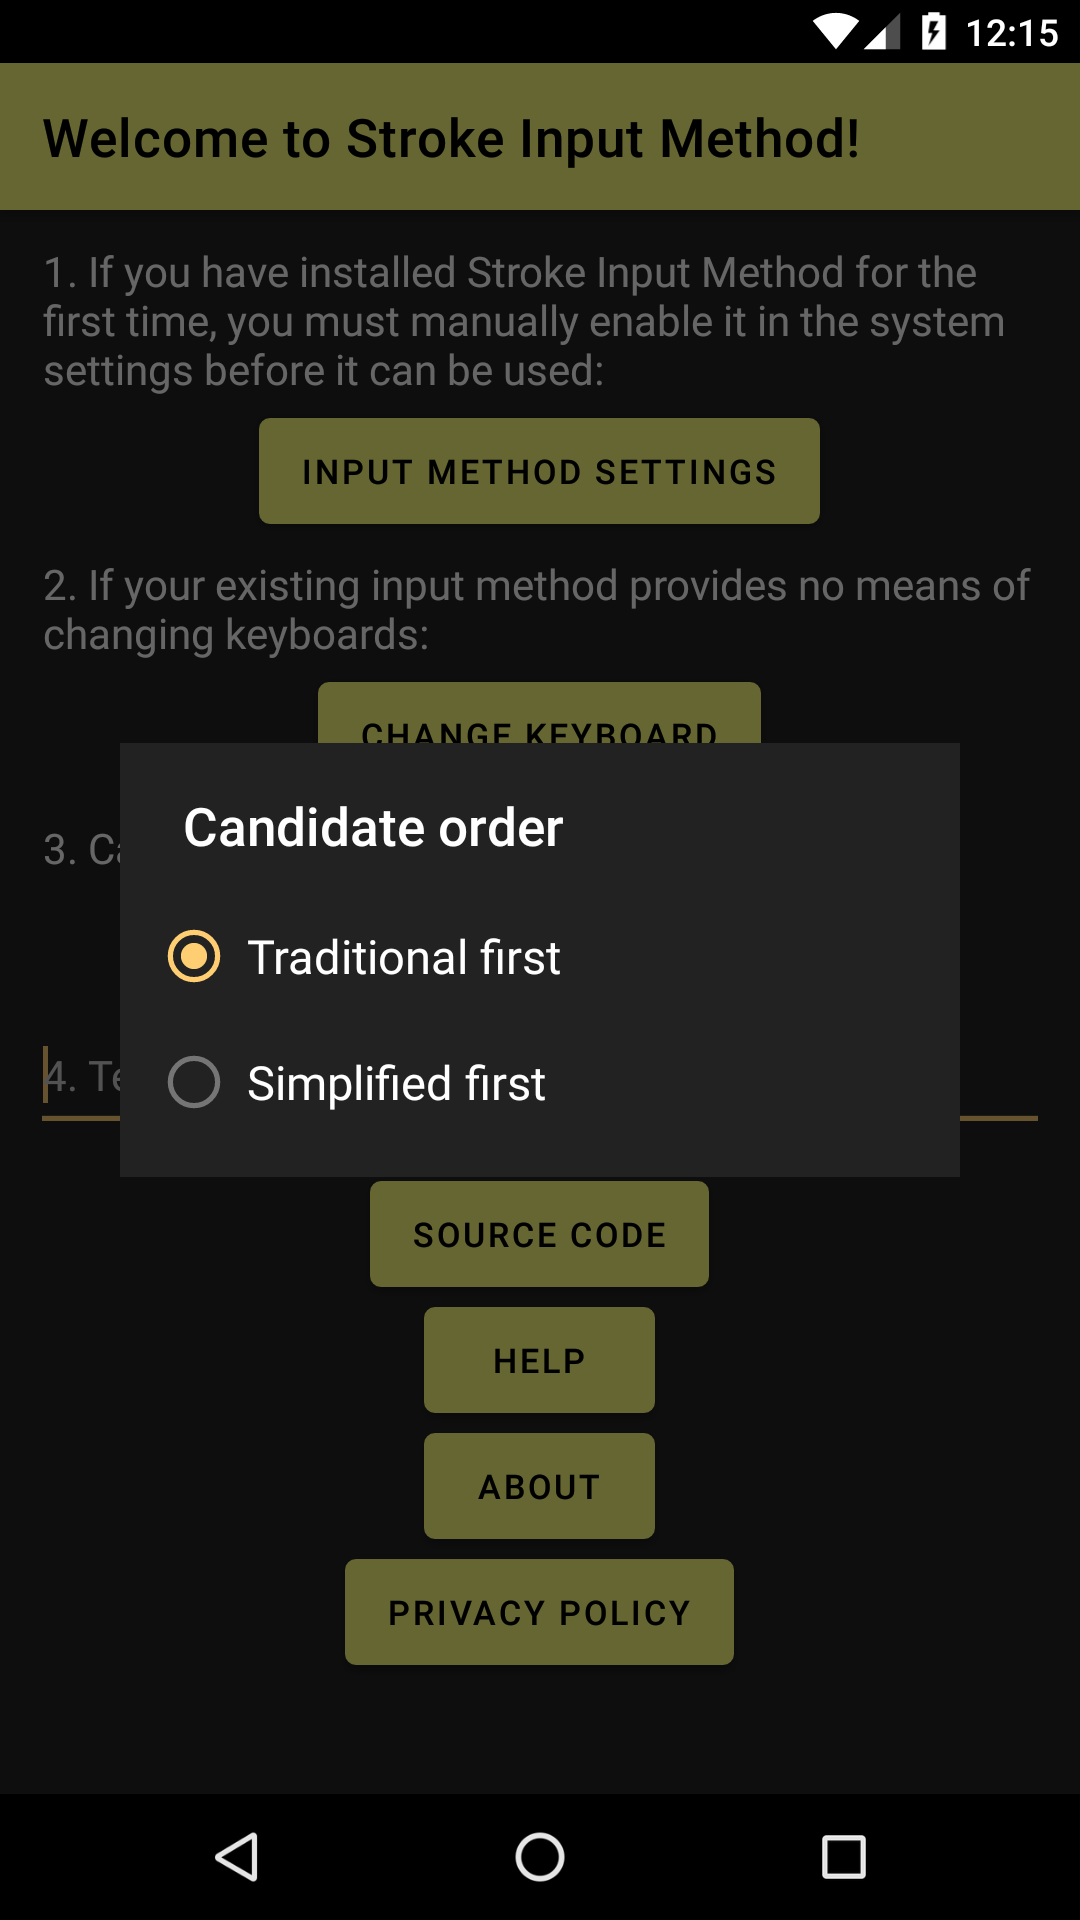 12:15
Welcome to Stroke Input Method!
1. If you have installed Stroke Input Method for the
first time, you must manually enable it in the system
settings before it can be used:
INPUT METHOD SETTINGS
2. If your existing input method provides no means of
changing keyboards:
CHANGE KEYBOARD
3.
Candidate order
Traditional first
Simplified first
4.
SOURCE CODE
HELP
ABOUT
PRIVACY POLICY